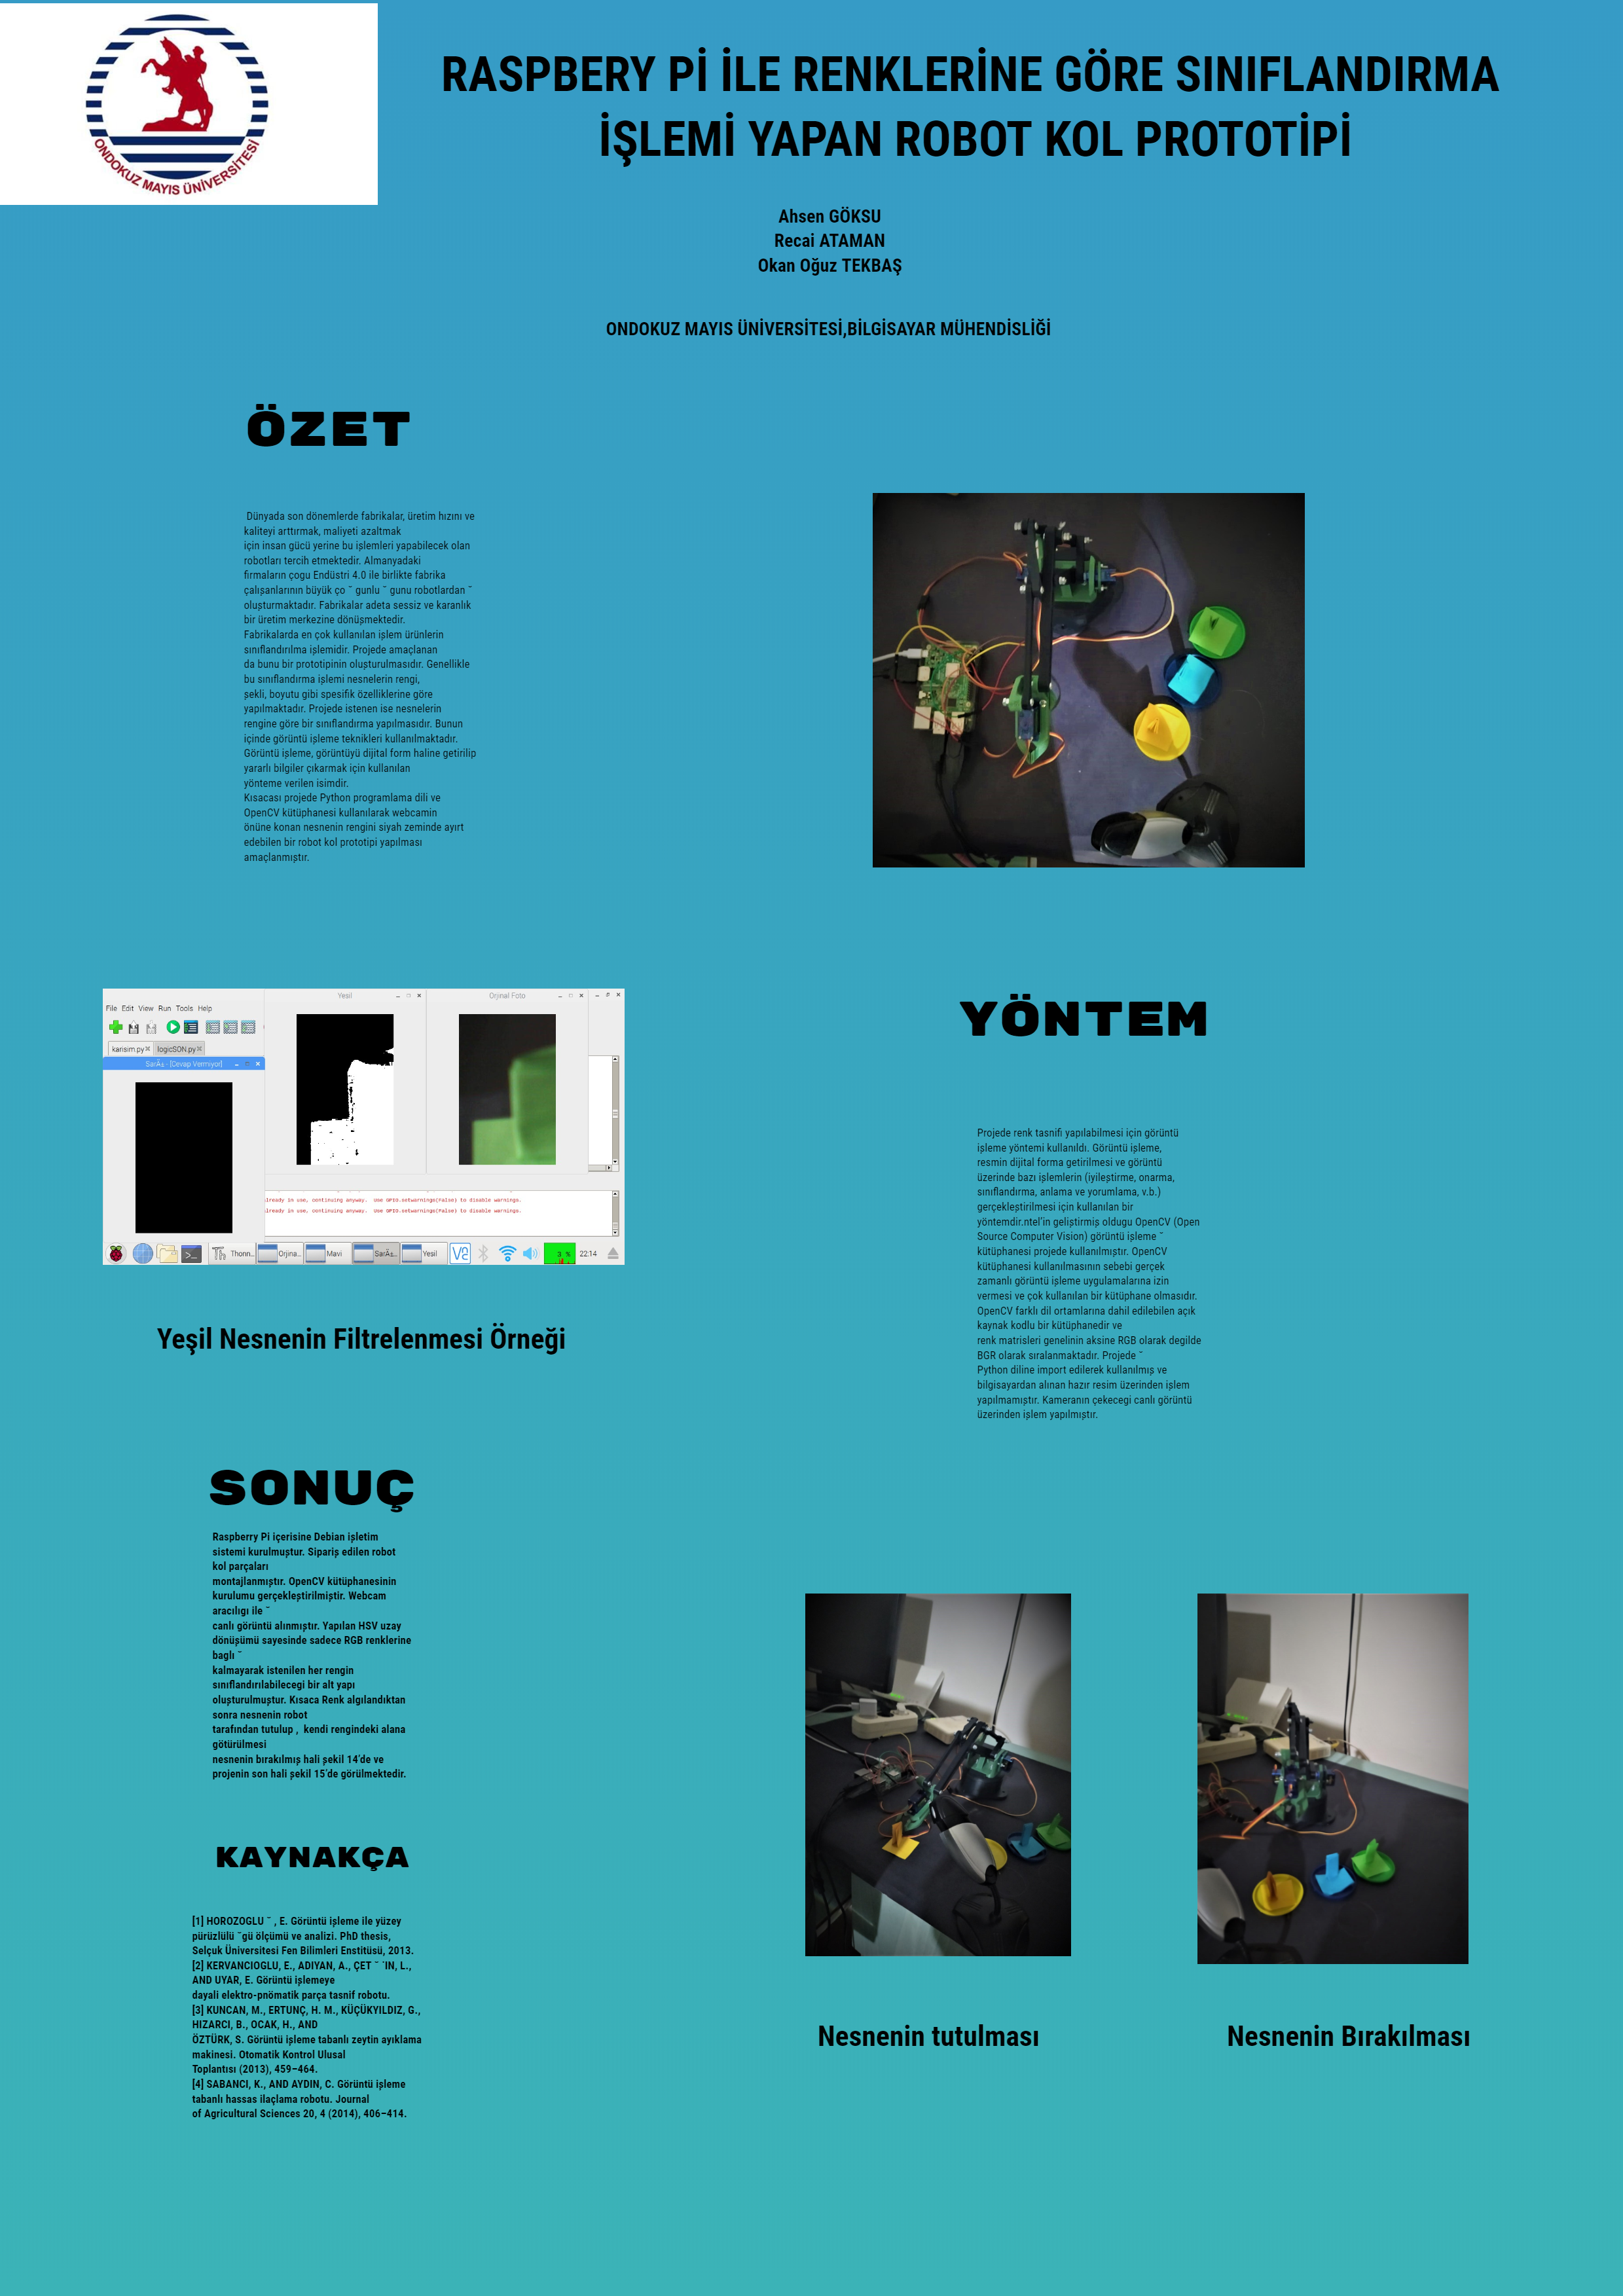 ONDOKUZ MAYIS ÜNİVERSİTESİ
RASPBERY Pİ İLE RENKLERİNE GÖRE SINIFLANDIRMA
İŞLEMİ YAPAN ROBOT KOL PROTOTİPİ
Ahsen GÖKSU
Recai ATAMAN
Okan Oğuz TEKBAŞ
ONDOKUZ MAYIS ÜNİVERSİTESİ,BİLGİSAYAR MÜHENDİSLİĞİ
ÖZET
Dünyada son dönemlerde fabrikalar, üretim hızını ve
kaliteyi arttırmak, maliyeti azaltmak
için insan gücü yerine bu işlemleri yapabilecek olan
robotları tercih etmektedir. Almanyadaki
firmaların çogu Endüstri 4.0 ile birlikte fabrika
çalışanlarının büyük ço ˘ gunlu ˘ gunu robotlardan ˘
oluşturmaktadır. Fabrikalar adeta sessiz ve karanlık
bir üretim merkezine dönüşmektedir.
Fabrikalarda en çok kullanılan işlem ürünlerin
sınıflandırılma işlemidir. Projede amaçlanan
da bunu bir prototipinin oluşturulmasıdır. Genellikle
bu sınıflandırma işlemi nesnelerin rengi,
şekli, boyutu gibi spesifik özelliklerine göre
yapılmaktadır. Projede istenen ise nesnelerin
rengine göre bir sınıflandırma yapılmasıdır. Bunun
içinde görüntü işleme teknikleri kullanılmaktadır.
Görüntü işleme, görüntüyü dijital form haline getirilip
yararlı bilgiler çıkarmak için kullanılan
yönteme verilen isimdir.
Kısacası projede Python programlama dili ve
OpenCV kütüphanesi kullanılarak webcamin
önüne konan nesnenin rengini siyah zeminde ayırt
edebilen bir robot kol prototipi yapılması
amaçlanmıştır.
File Edit View Run Tools Help
karisim.py
logicSON.py
SarÄ± - [Cevap Vermiyor]
Yesil
Orjinal Foto
lready in use, continuing anyway. Use GPIO.setwarnings(False) to disable warnings.
lready in use, continuing anyway. Use GPIO.setwarnings(False) to disable warnings.
Thonn...
Orjina...
Mavi
SarÄ±...
Yesil
3 %
22:14
Yeşil Nesnenin Filtrelenmesi Örneği
YÖNTEM
Projede renk tasnifi yapılabilmesi için görüntü
işleme yöntemi kullanıldı. Görüntü işleme,
resmin dijital forma getirilmesi ve görüntü
üzerinde bazı işlemlerin (iyileştirme, onarma,
sınıflandırma, anlama ve yorumlama, v.b.)
gerçekleştirilmesi için kullanılan bir
yöntemdir.ntel'in geliştirmiş oldugu OpenCV (Open
Source Computer Vision) görüntü işleme ˘
kütüphanesi projede kullanılmıştır. OpenCV
kütüphanesi kullanılmasının sebebi gerçek
zamanlı görüntü işleme uygulamalarına izin
vermesi ve çok kullanılan bir kütüphane olmasıdır.
OpenCV farklı dil ortamlarına dahil edilebilen açık
kaynak kodlu bir kütüphanedir ve
renk matrisleri genelinin aksine RGB olarak degilde
BGR olarak sıralanmaktadır. Projede ˘
Python diline import edilerek kullanılmış ve
bilgisayardan alınan hazır resim üzerinden işlem
yapılmamıştır. Kameranın çekecegi canlı görüntü
üzerinden işlem yapılmıştır.
SONUÇ
Raspberry Pi içerisine Debian işletim
sistemi kurulmuştur. Sipariş edilen robot
kol parçaları
montajlanmıştır. OpenCV kütüphanesinin
kurulumu gerçekleştirilmiştir. Webcam
aracılıgı ile ˘
canlı görüntü alınmıştır. Yapılan HSV uzay
dönüşümü sayesinde sadece RGB renklerine
baglı ˘
kalmayarak istenilen her rengin
sınıflandırılabilecegi bir alt yapı
oluşturulmuştur. Kısaca Renk algılandıktan
sonra nesnenin robot
tarafından tutulup , kendi rengindeki alana
götürülmesi
nesnenin bırakılmış hali şekil 14'de ve
projenin son hali şekil 15'de görülmektedir.
KAYNAKÇA
[1] HOROZOGLU ˘ , E. Görüntü işleme ile yüzey
pürüzlülü ˘gü ölçümü ve analizi. PhD thesis,
Selçuk Üniversitesi Fen Bilimleri Enstitüsü, 2013.
[2] KERVANCIOGLU, E., ADIYAN, A., ÇET ˘ ˙IN, L.,
AND UYAR, E. Görüntü işlemeye
dayali elektro-pnömatik parça tasnif robotu.
[3] KUNCAN, M., ERTUNÇ, H. M., KÜÇÜKYILDIZ, G.,
HIZARCI, B., OCAK, H., AND
ÖZTÜRK, S. Görüntü işleme tabanlı zeytin ayıklama
makinesi. Otomatik Kontrol Ulusal
Toplantısı (2013), 459–464.
[4] SABANCI, K., AND AYDIN, C. Görüntü işleme
tabanlı hassas ilaçlama robotu. Journal
of Agricultural Sciences 20, 4 (2014), 406–414.
Nesnenin tutulması
Nesnenin Bırakılması